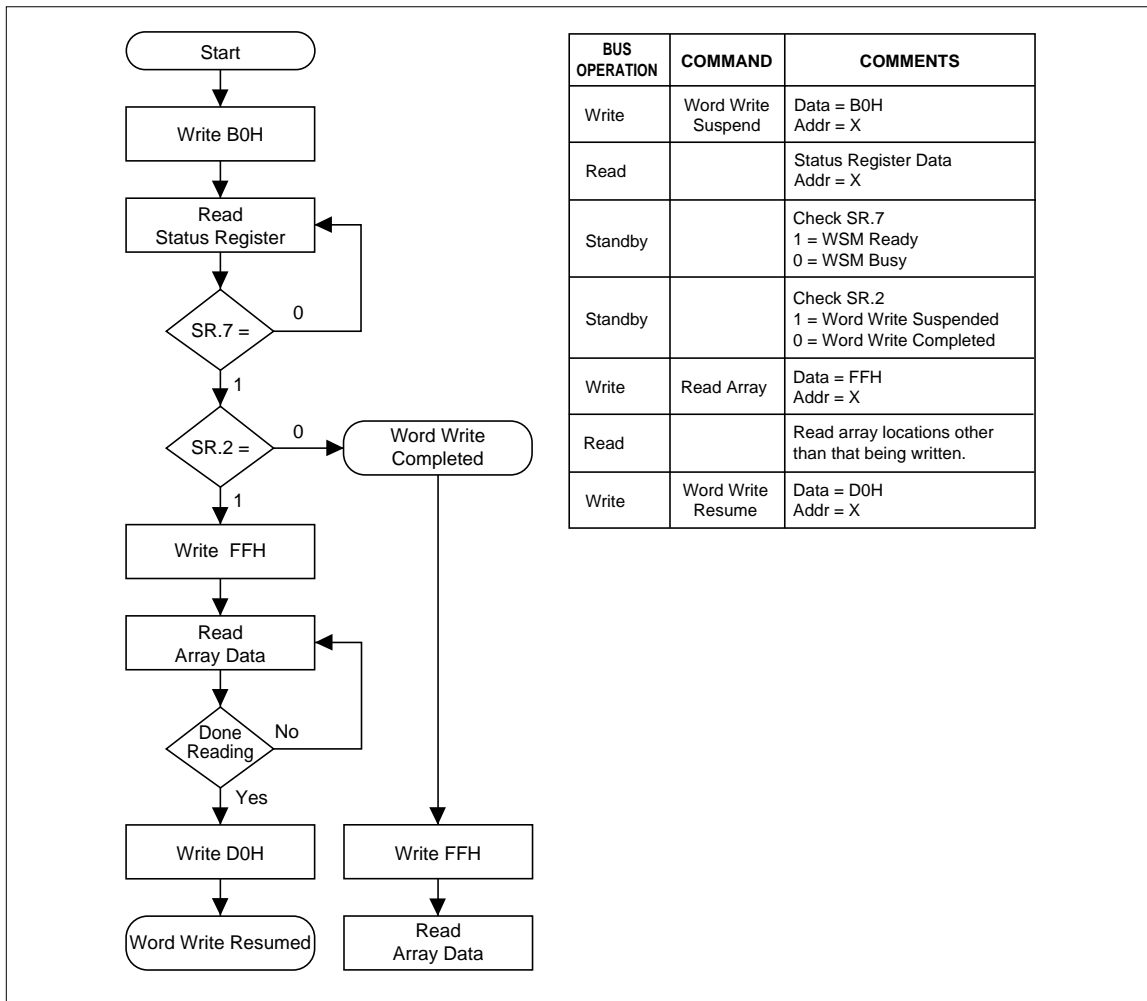 Start
Write B0H
Read
Status Register
SR.7 =
0
1
SR.2 =
0
1
Word Write
Completed
Write FFH
Read
Array Data
Done
Reading
No
Yes
Write D0H
Word Write Resumed
Write FFH
Read
Array Data
BUS
OPERATION
COMMAND
COMMENTS
Write
Word Write
Suspend
Data = B0H
Addr = X
Read
Status Register Data
Addr = X
Standby
Check SR.7
1 = WSM Ready
0 = WSM Busy
Standby
Check SR.2
1 = Word Write Suspended
0 = Word Write Completed
Write
Read Array
Data = FFH
Addr = X
Read
Read array locations other
than that being written.
Write
Word Write
Resume
Data = D0H
Addr = X